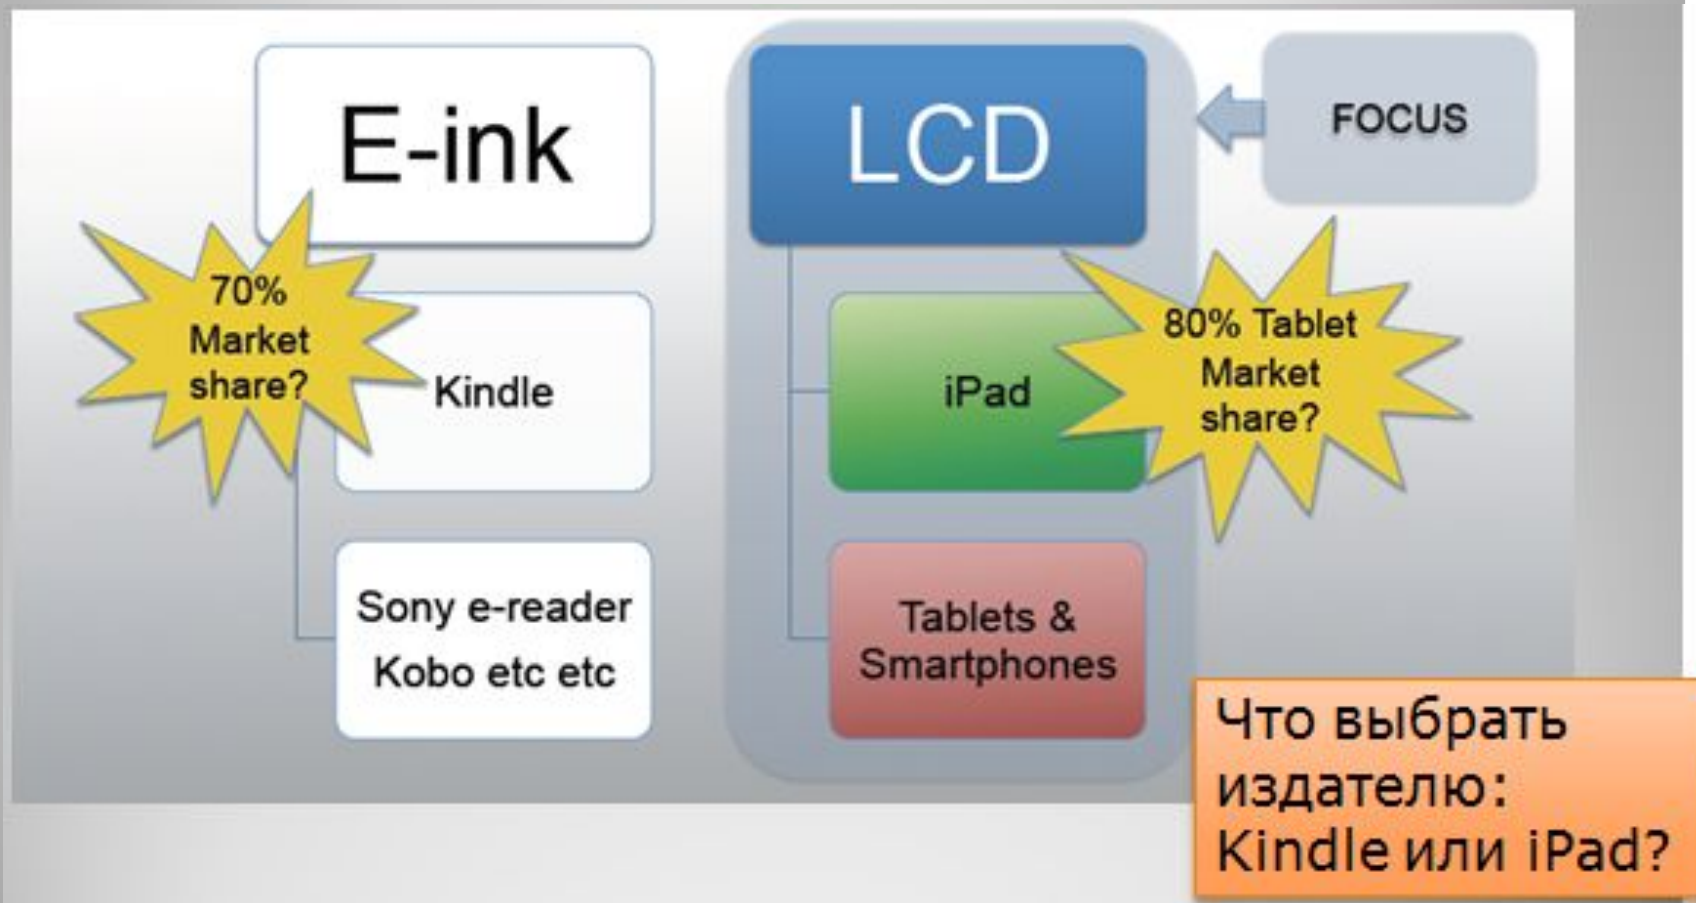 E-ink
LCD
FOCUS
70%
Market
share?
Kindle
iPad
80% Tablet
Market
share?
Sony e-reader
Kobo etc etc
Tablets &
Smartphones
Что выбрать
издателю:
Kindle или iPad?